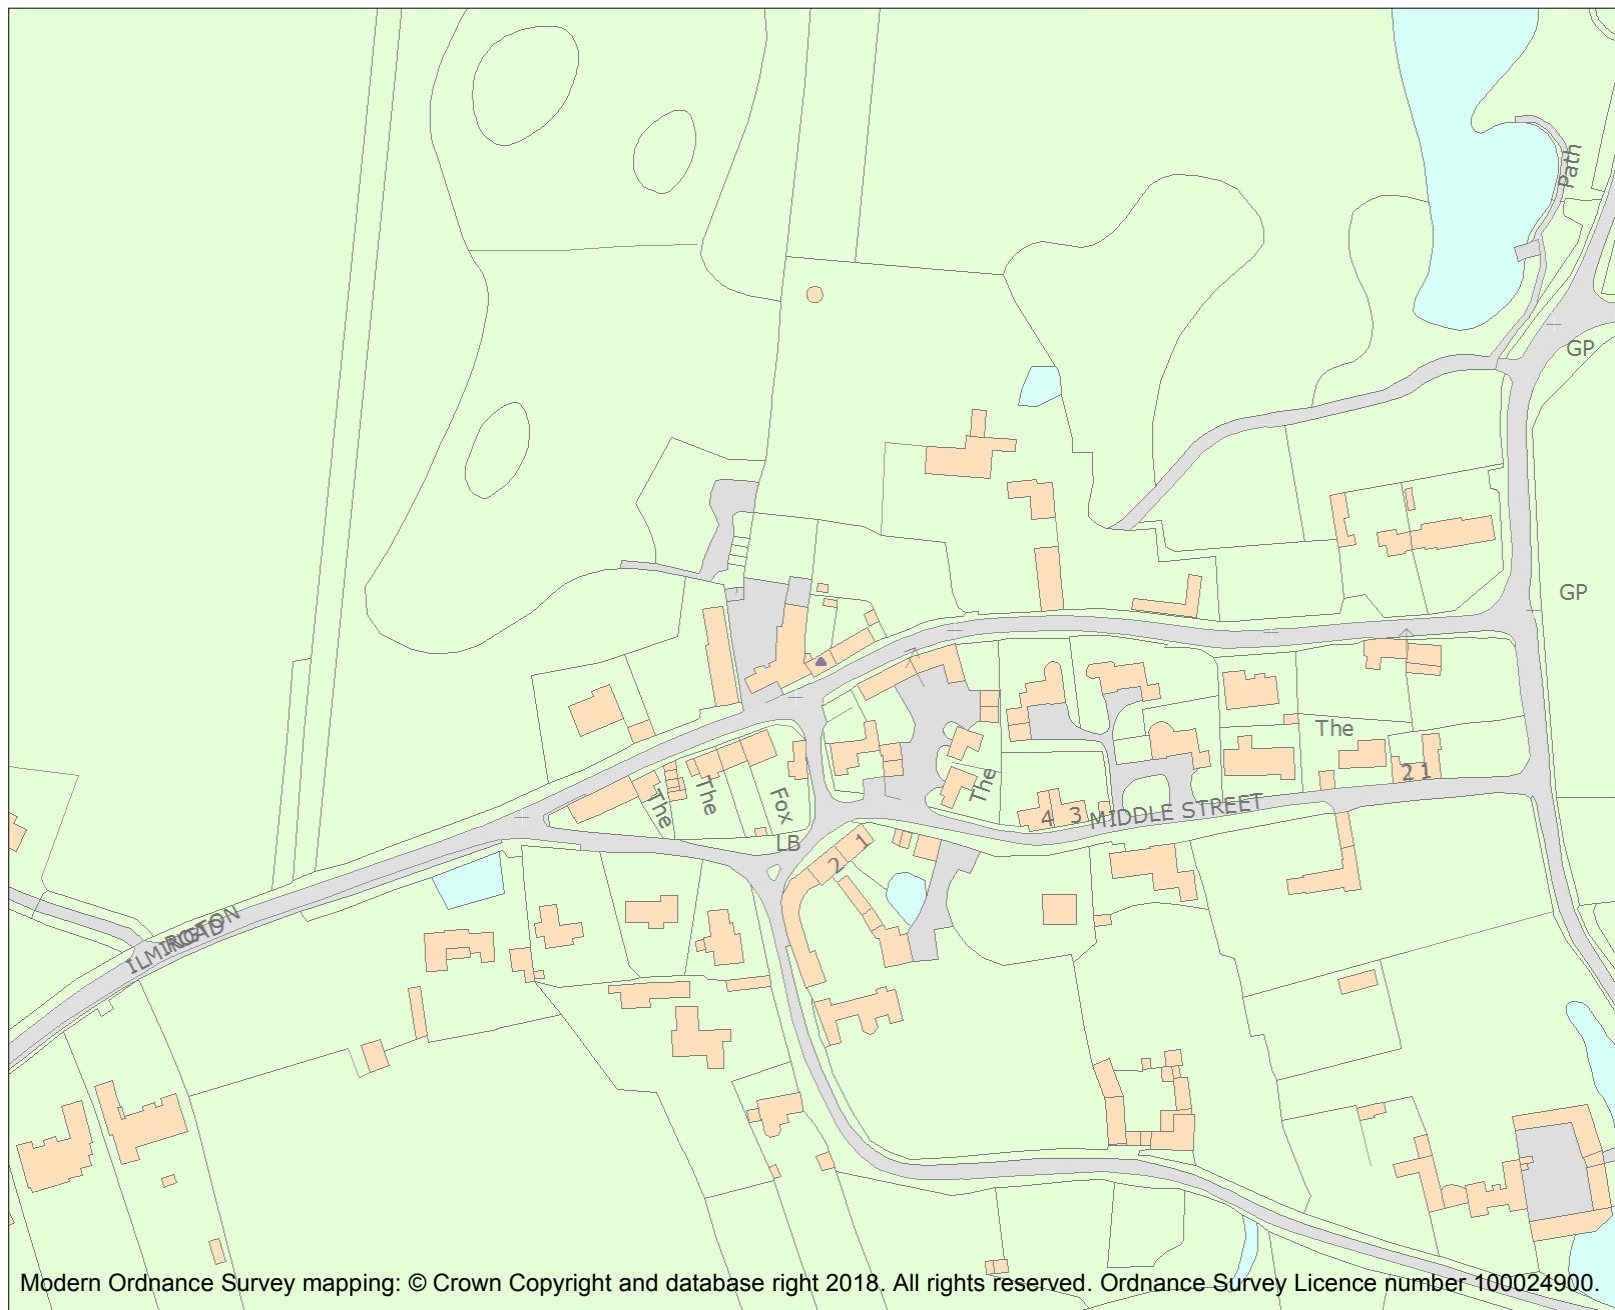 Path
GP
GP
The
The
The
Fox
The
2 1
4 3
MIDDLE STREET
LB
2 1
ILMINGTON
ROAD
Modern Ordnance Survey mapping: © Crown Copyright and database right 2018. All rights reserved. Ordnance Survey Licence number 100024900.